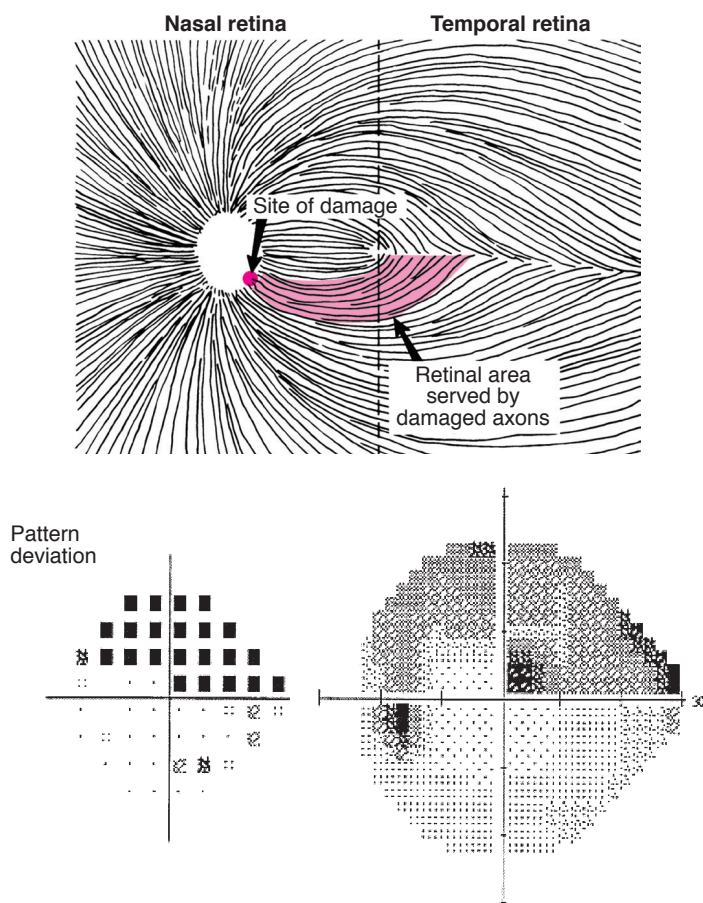 Nasal retina
Temporal retina
Site of damage
Retinal area
served by
damaged axons
Pattern
deviation
30